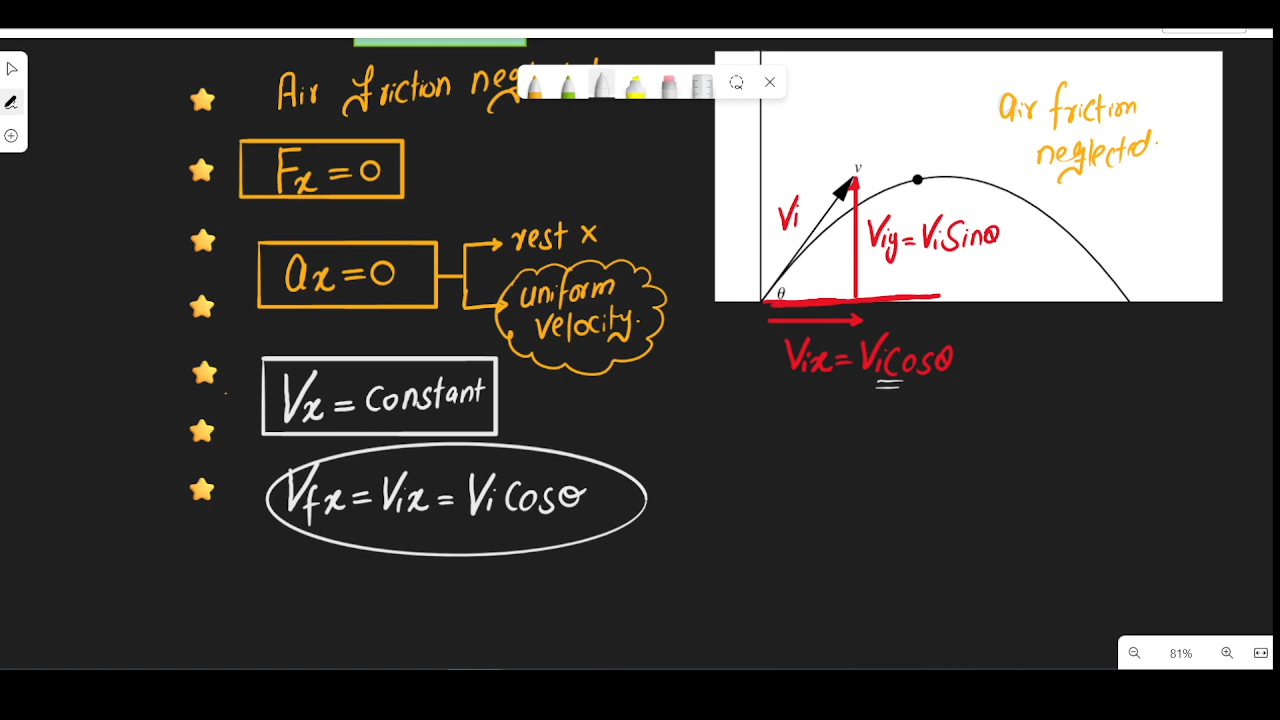 Air friction
Fx = 0
ax = 0
rest x
uniform
velocity.
Vx = constant
Vfx = Vix = Vi Cosθ
air friction
neglected.
v
Vi
Viy = Vi Sinθ
θ
Vix = Vi Cosθ
81%